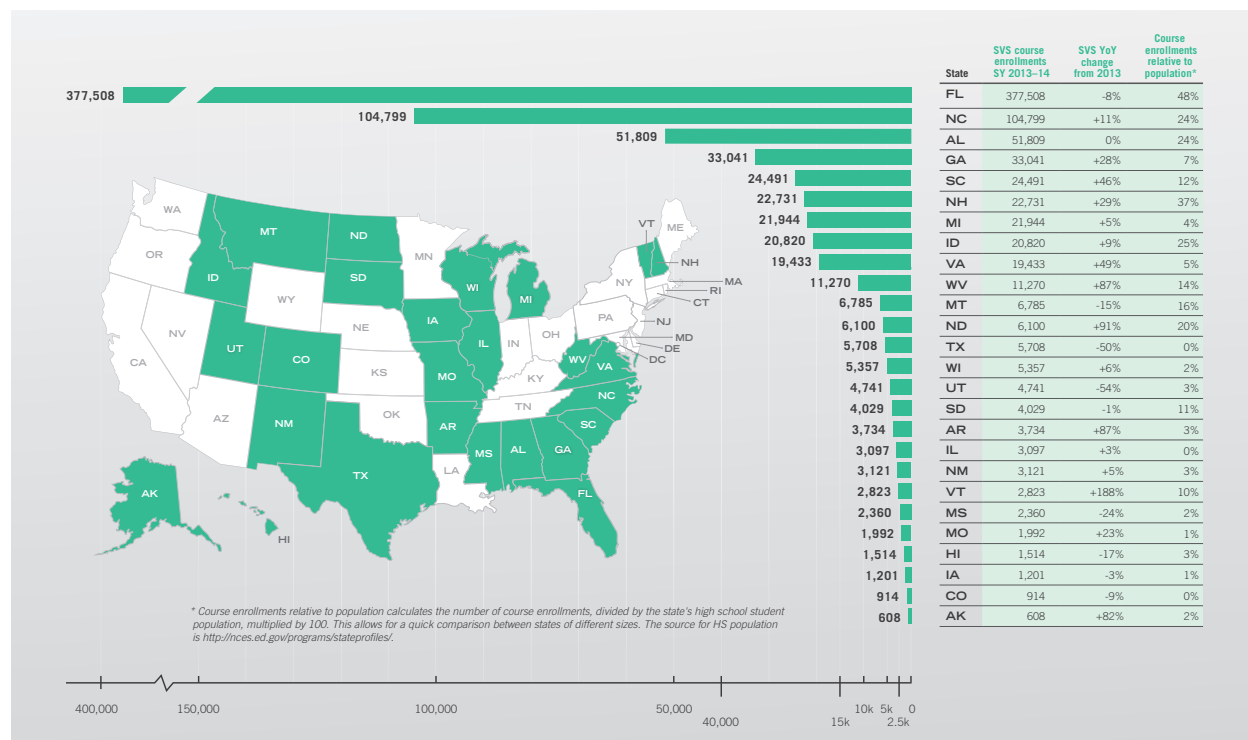 State
SVS course
enrollments
SY 2013–14
SVS YoY
change
from 2013
Course
enrollments
relative to
population*
FL 377,508 -8% 48%
NC 104,799 +11% 24%
AL 51,809 0% 24%
GA 33,041 +28% 7%
SC 24,491 +46% 12%
NH 22,731 +29% 37%
MI 21,944 +5% 4%
ID 20,820 +9% 25%
VA 19,433 +49% 5%
WV 11,270 +87% 14%
MT 6,785 -15% 16%
ND 6,100 +91% 20%
TX 5,708 -50% 0%
WI 5,357 +6% 2%
UT 4,741 -54% 3%
SD 4,029 -1% 11%
AR 3,734 +87% 3%
IL 3,097 +3% 0%
NM 3,121 +5% 3%
VT 2,823 +188% 10%
MS 2,360 -24% 2%
MO 1,992 +23% 1%
HI 1,514 -17% 3%
IA 1,201 -3% 1%
CO 914 -9% 0%
AK 608 +82% 2%
377,508
104,799
51,809
33,041
24,491
22,731
21,944
20,820
19,433
11,270
6,785
6,100
5,708
5,357
4,741
4,029
3,734
3,097
3,121
2,823
2,360
1,992
1,514
1,201
914
608
WA
OR
CA
NV
ID
MT
WY
UT
AZ
CO
NM
ND
SD
NE
KS
OK
TX
MN
IA
MO
AR
LA
WI
IL
MI
IN
OH
KY
TN
MS
AL
GA
FL
SC
NC
VA
WV
PA
NY
VT
NH
ME
MA
RI
CT
NJ
MD
DE
DC
AK
HI
* Course enrollments relative to population calculates the number of course enrollments, divided by the state's high school student
population, multiplied by 100. This allows for a quick comparison between states of different sizes. The source for HS population
is http://nces.ed.gov/programs/stateprofiles/.
400,000
150,000
100,000
50,000
40,000
15k
10k
5k
2.5k
0